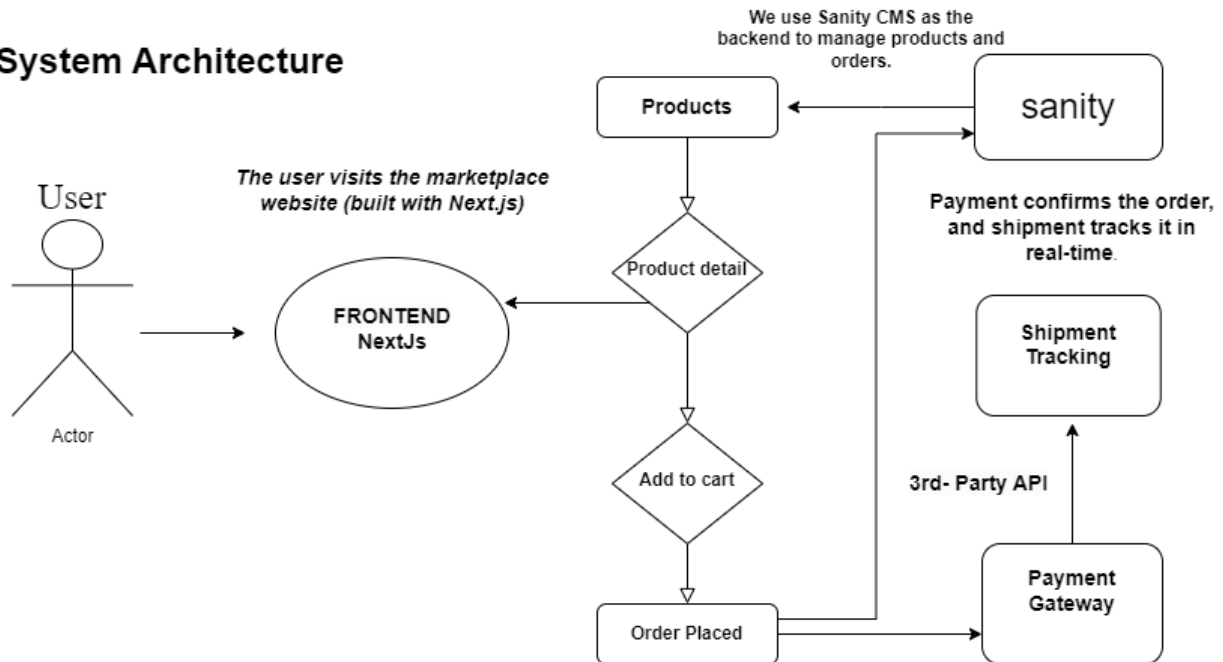 System Architecture
We use Sanity CMS as the
backend to manage products and
orders.
Products
sanity
User
The user visits the marketplace
website (built with Next.js)
Payment confirms the order,
and shipment tracks it in
real-time.
Product detail
FRONTEND
NextJs
Shipment
Tracking
Actor
Add to cart
3rd- Party API
Payment
Gateway
Order Placed